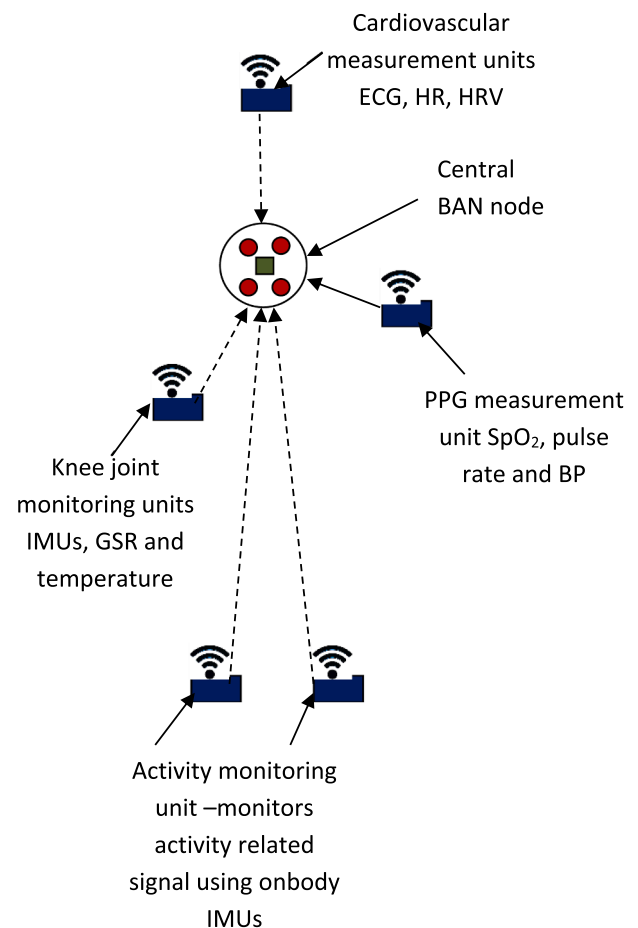 Cardiovascular
measurement units
ECG, HR, HRV
Central
BAN node
PPG measurement
unit SpO₂, pulse
rate and BP
Knee joint
monitoring units
IMUs, GSR and
temperature
Activity monitoring
unit –monitors
activity related
signal using onbody
IMUs